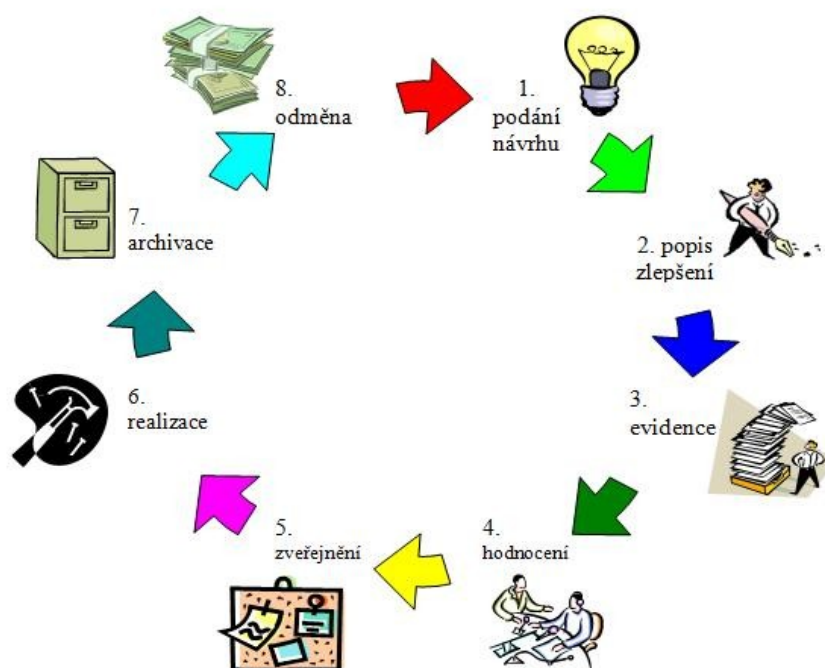 1.
podání
návrhu
2. popis
zlepšení
3.
evidence
4.
hodnocení
5.
zveřejnění
6.
realizace
7.
archivace
8.
odměna